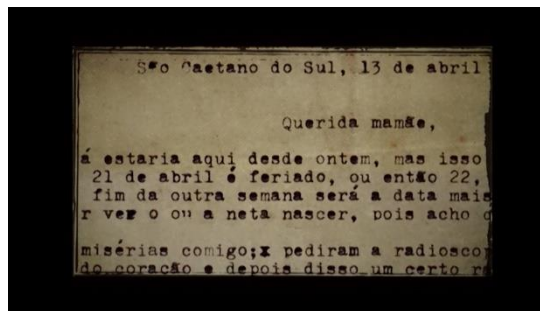 São Caetano do Sul, 13 de abril
Querida mamãe,
á estaria aqui desde ontem, mas isso
21 de abril é feriado, ou então 22,
fim da outra semana será a data mais
r ver o ou a neta nascer, pois acho q
misérias comigo;x pediram a radiosco
do coração e depois disso um certo r